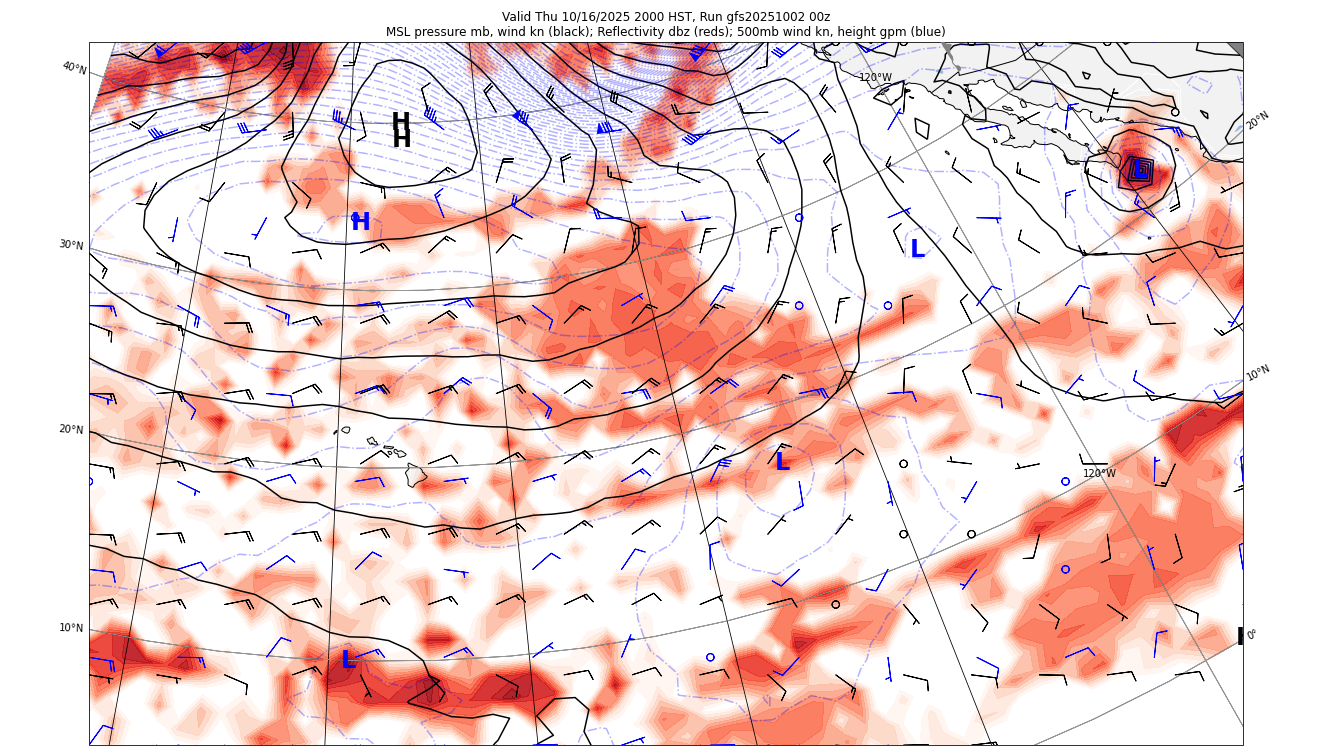 Valid Thu 10/16/2025 2000 HST, Run gfs20251002 00z
MSL pressure mb, wind kn (black); Reflectivity dbz (reds); 500mb wind kn, height gpm (blue)
40°N
120°W
20°N
H
H
L
H
30°N
L
10°N
20°N
L
120°W
10°N
0°
L